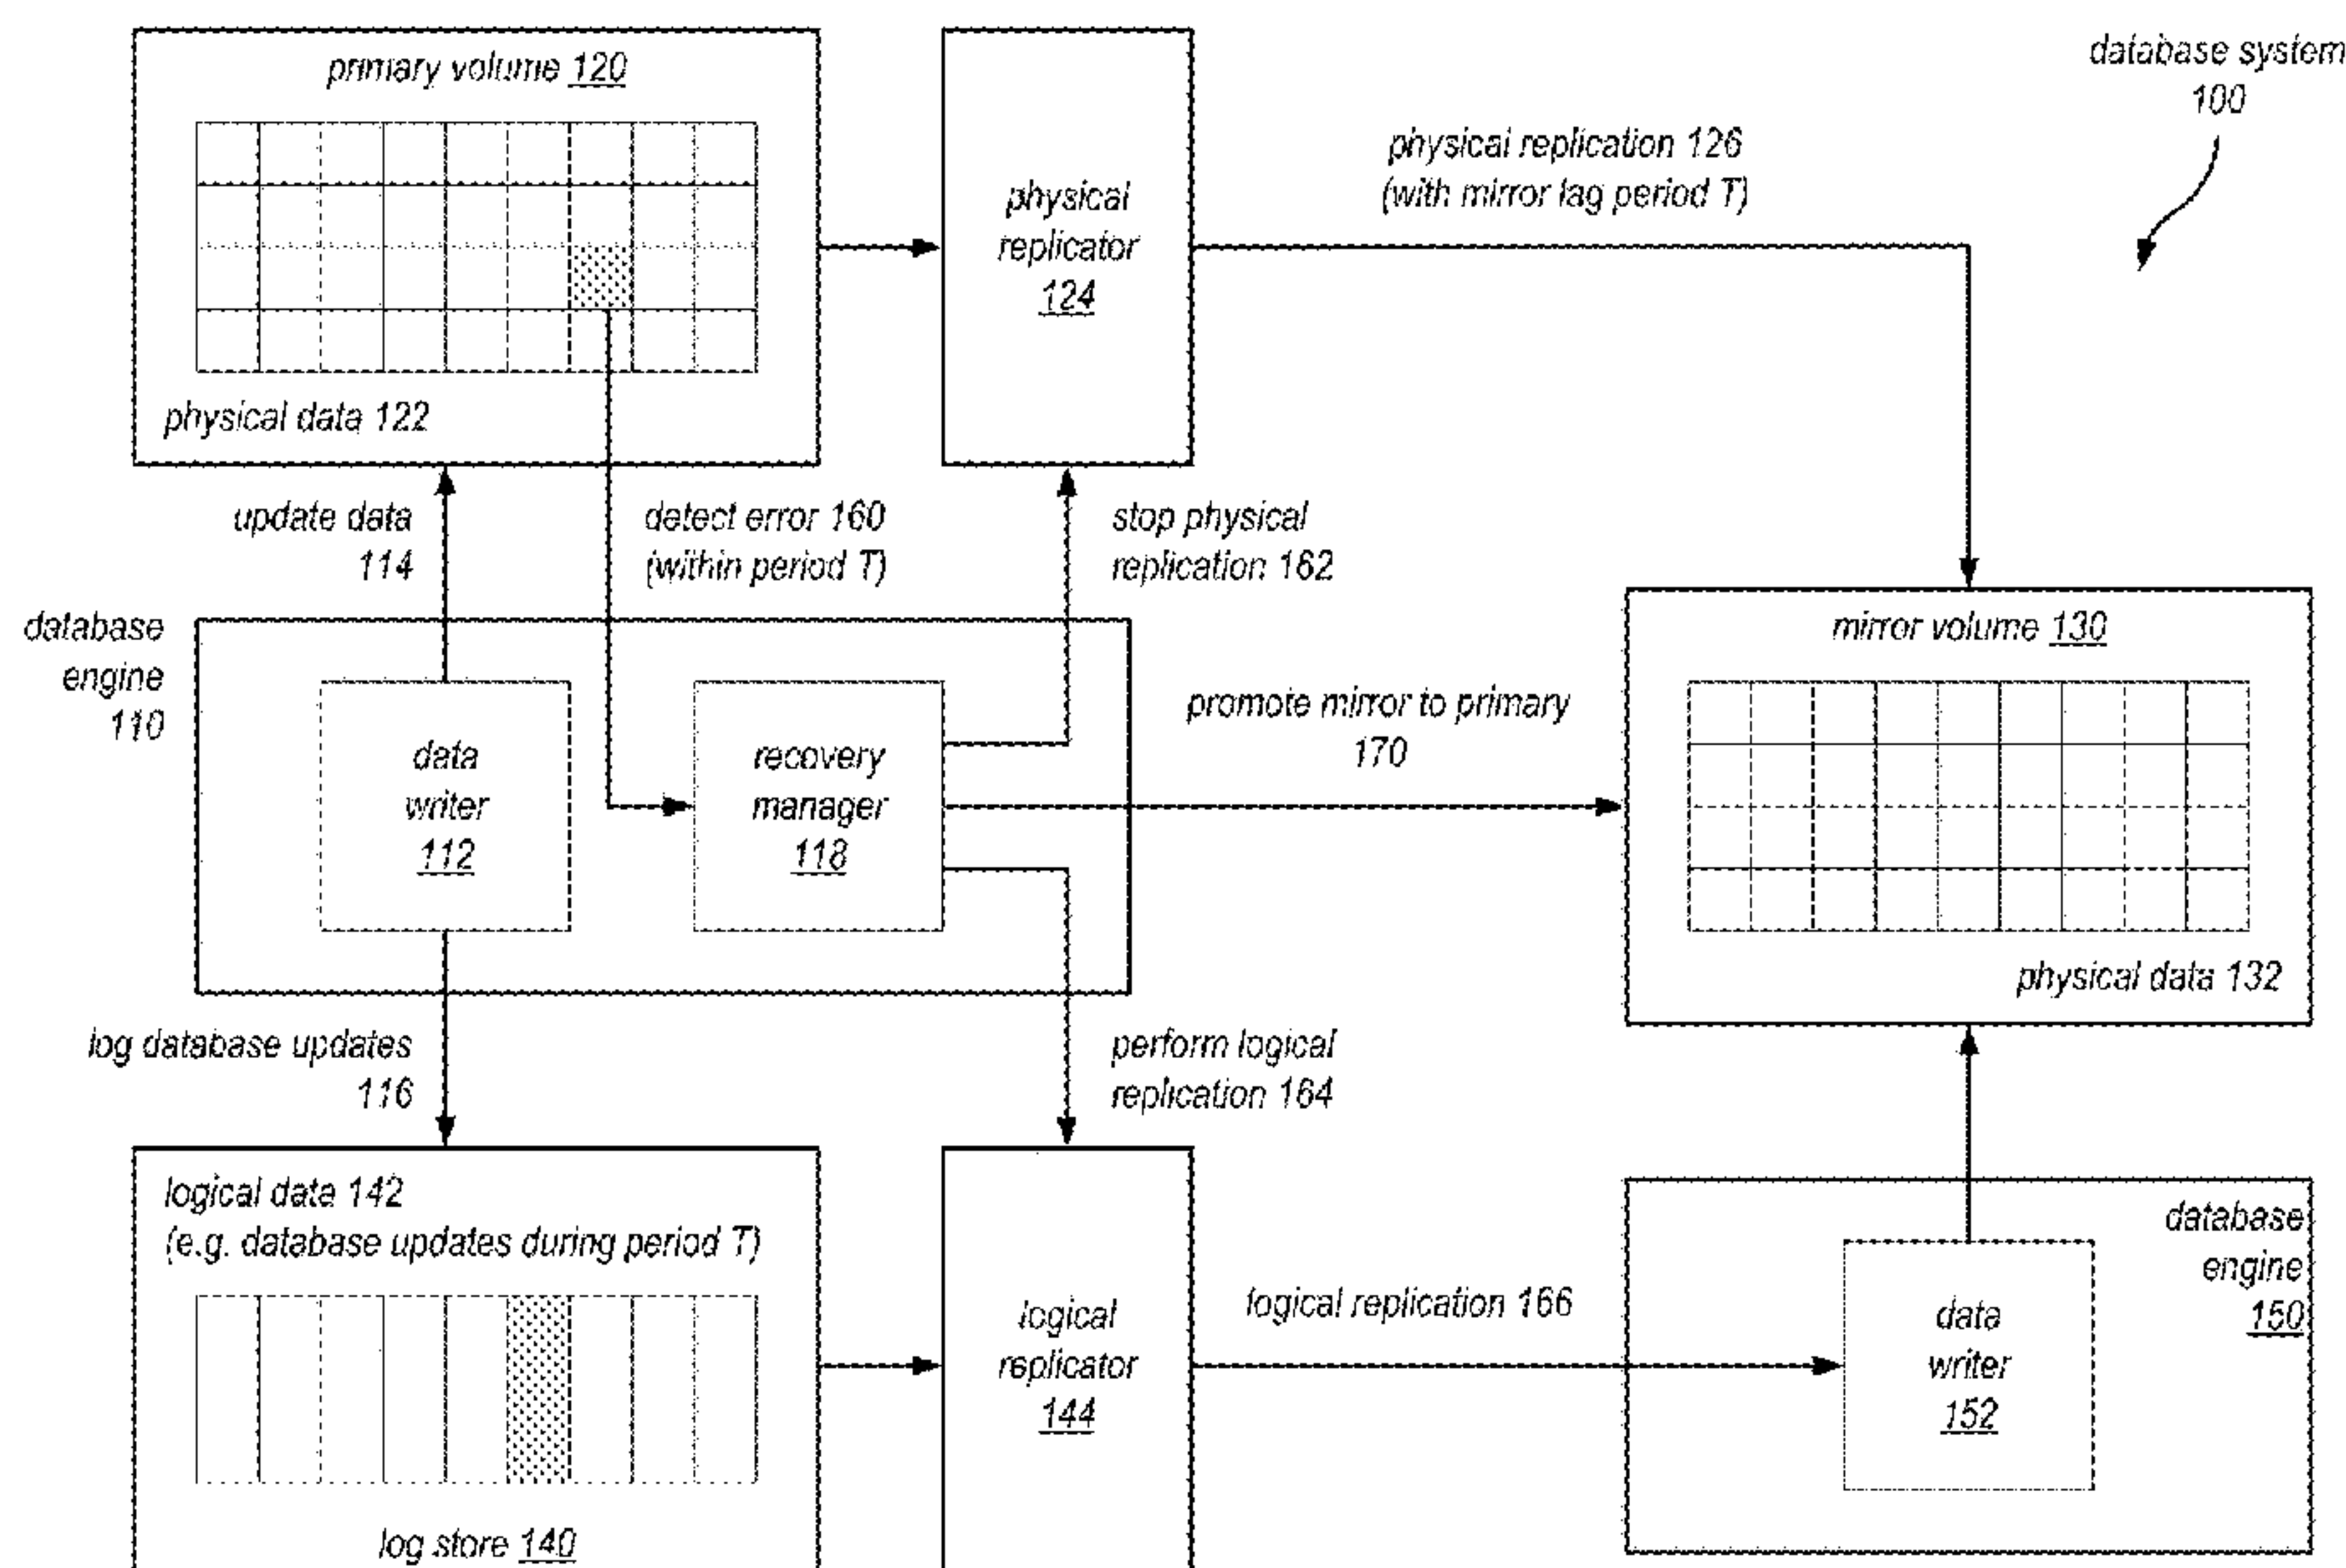 primary volume 120
physical data 122
physical
replicator
124
physical replication 126
(with mirror lag period T)
database system
100
update data
114
detect error 160
(within period T)
stop physical
replication 162
database
engine
110
data
writer
112
recovery
manager
118
promote mirror to primary
170
mirror volume 130
physical data 132
log database updates
116
perform logical
replication 164
logical data 142
(e.g. database updates during period T)
log store 140
logical
replicator
144
logical replication 166
database
engine
150
data
writer
152